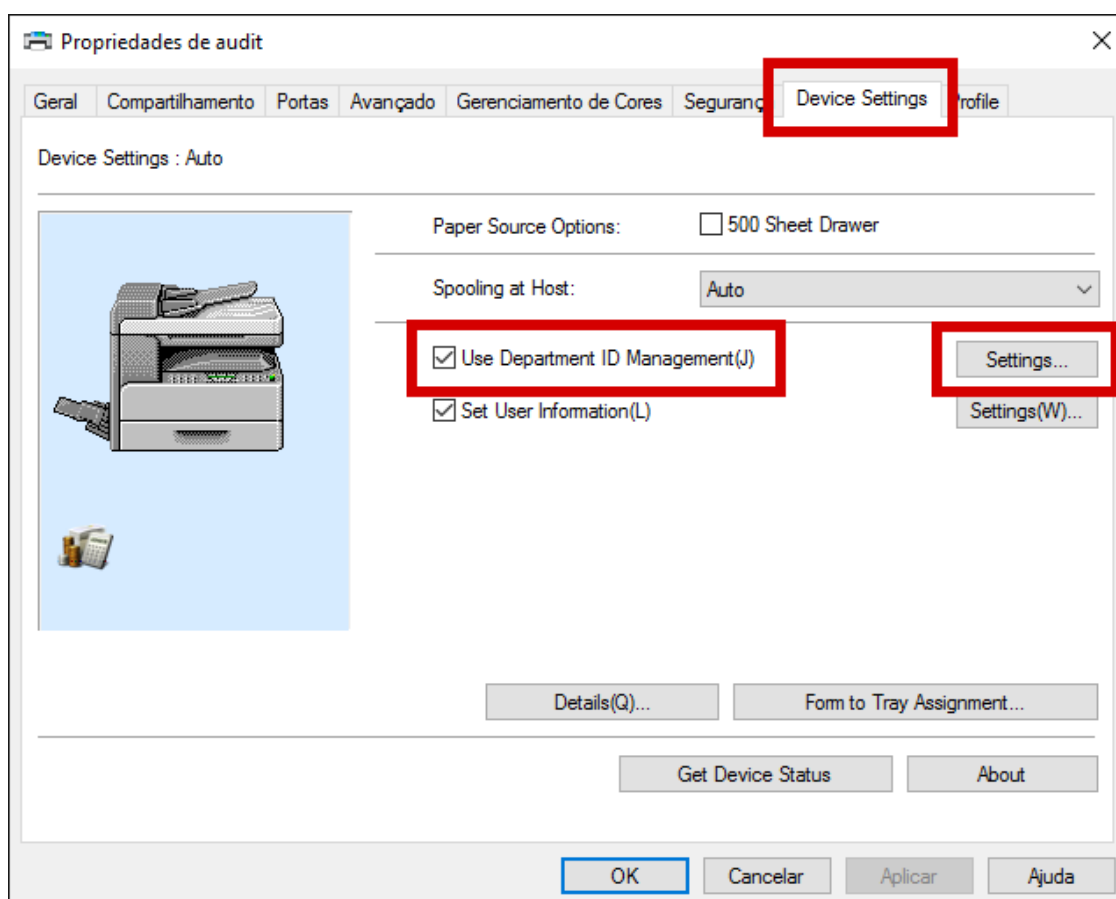 Propriedades de audit
Geral Compartilhamento Portas Avançado Gerenciamento de Cores Seguranç Device Settings rofile
Device Settings : Auto
Paper Source Options: 500 Sheet Drawer
Spooling at Host: Auto
Use Department ID Management(J) Settings...
Set User Information(L) Settings(W)...
Details(Q)... Form to Tray Assignment...
Get Device Status About
OK Cancelar Aplicar Ajuda